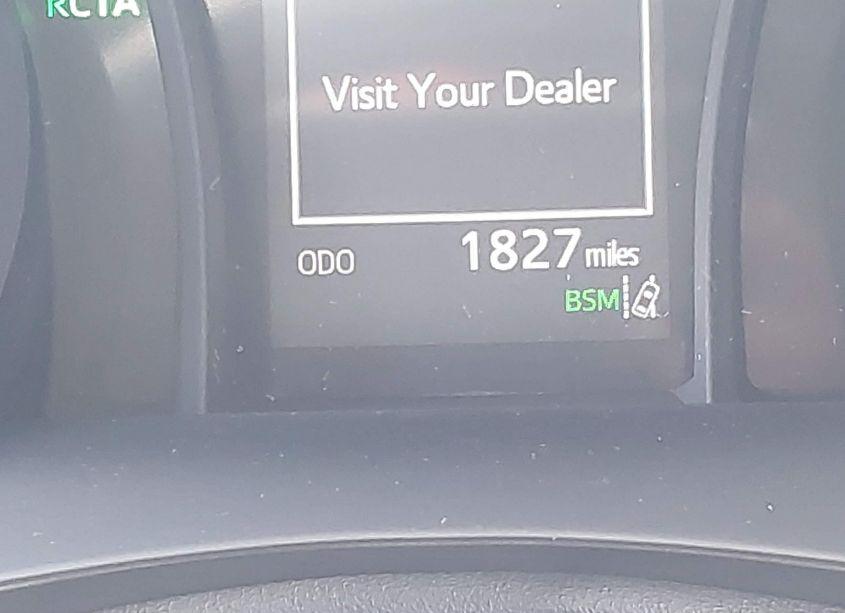 RCTA
Visit Your Dealer
ODO 1827 miles
BSM